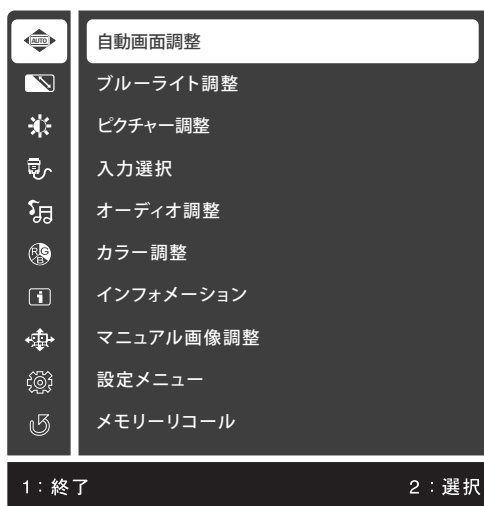 AUTO
自動画面調整
ブルーライト調整
ピクチャー調整
入力選択
オーディオ調整
R G B
カラー調整
i
インフォメーション
マニュアル画像調整
設定メニュー
メモリーリコール
1：終了
2：選択